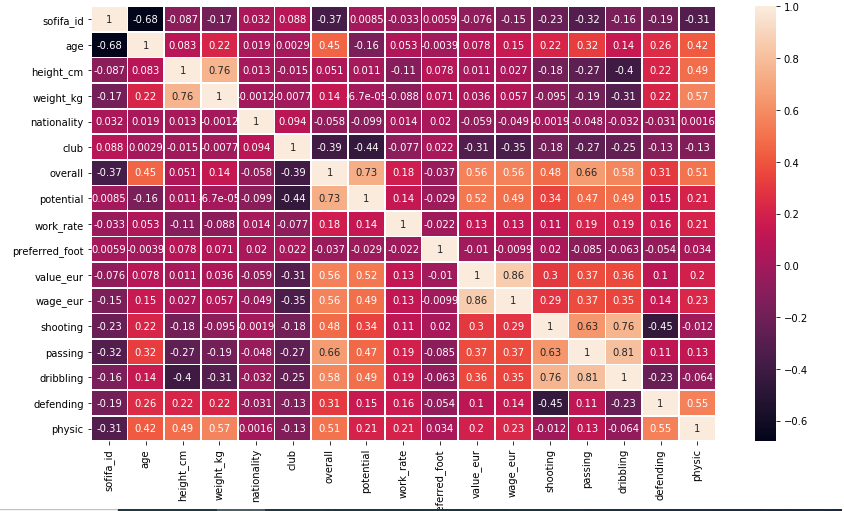 sofifa_id 1 -0.68 -0.087 -0.17 0.032 0.088 -0.37 0.0085 -0.033 0.0059 -0.076 -0.15 -0.23 -0.32 -0.16 -0.19 -0.31
age -0.68 1 0.083 0.22 0.019 0.0029 0.45 -0.16 0.053 -0.0039 0.078 0.15 0.22 0.32 0.14 0.26 0.42
height_cm -0.087 0.083 1 0.76 0.013 -0.015 0.051 0.011 -0.11 0.078 0.011 0.027 -0.18 -0.27 -0.4 0.22 0.49
weight_kg -0.17 0.22 0.76 1 -0.0012 -0.0077 0.14 -6.7e-05 -0.088 0.071 0.036 0.057 -0.095 -0.19 -0.31 0.22 0.57
nationality 0.032 0.019 0.013 -0.0012 1 0.094 -0.058 -0.099 0.014 0.02 -0.059 -0.049 -0.0019 -0.048 -0.032 -0.031 0.0016
club 0.088 0.0029 -0.015 -0.0077 0.094 1 -0.39 -0.44 -0.077 0.022 -0.31 -0.35 -0.18 -0.27 -0.25 -0.13 -0.13
overall -0.37 0.45 0.051 0.14 -0.058 -0.39 1 0.73 0.18 -0.037 0.56 0.56 0.48 0.66 0.58 0.31 0.51
potential 0.0085 -0.16 0.011 -6.7e-05 -0.099 -0.44 0.73 1 0.14 -0.029 0.52 0.49 0.34 0.47 0.49 0.15 0.21
work_rate -0.033 0.053 -0.11 -0.088 0.014 -0.077 0.18 0.14 1 -0.022 0.13 0.13 0.11 0.19 0.19 0.16 0.21
preferred_foot 0.0059 -0.0039 0.078 0.071 0.02 0.022 -0.037 -0.029 -0.022 1 -0.01 -0.0099 0.02 -0.085 -0.063 -0.054 0.034
value_eur -0.076 0.078 0.011 0.036 -0.059 -0.31 0.56 0.52 0.13 -0.01 1 0.86 0.3 0.37 0.36 0.1 0.2
wage_eur -0.15 0.15 0.027 0.057 -0.049 -0.35 0.56 0.49 0.13 -0.0099 0.86 1 0.29 0.37 0.35 0.14 0.23
shooting -0.23 0.22 -0.18 -0.095 -0.0019 -0.18 0.48 0.34 0.11 0.02 0.3 0.29 1 0.63 0.76 -0.45 -0.012
passing -0.32 0.32 -0.27 -0.19 -0.048 -0.27 0.66 0.47 0.19 -0.085 0.37 0.37 0.63 1 0.81 0.11 0.13
dribbling -0.16 0.14 -0.4 -0.31 -0.032 -0.25 0.58 0.49 0.19 -0.063 0.36 0.35 0.76 0.81 1 -0.23 -0.064
defending -0.19 0.26 0.22 0.22 -0.031 -0.13 0.31 0.15 0.16 -0.054 0.1 0.14 -0.45 0.11 -0.23 1 0.55
physic -0.31 0.42 0.49 0.57 0.0016 -0.13 0.51 0.21 0.21 0.034 0.2 0.23 -0.012 0.13 -0.064 0.55 1
sofifa_id
age
height_cm
weight_kg
nationality
club
overall
potential
work_rate
eferred_foot
value_eur
wage_eur
shooting
passing
dribbling
defending
physic
1.0
0.8
0.6
0.4
0.2
0.0
−0.2
−0.4
−0.6